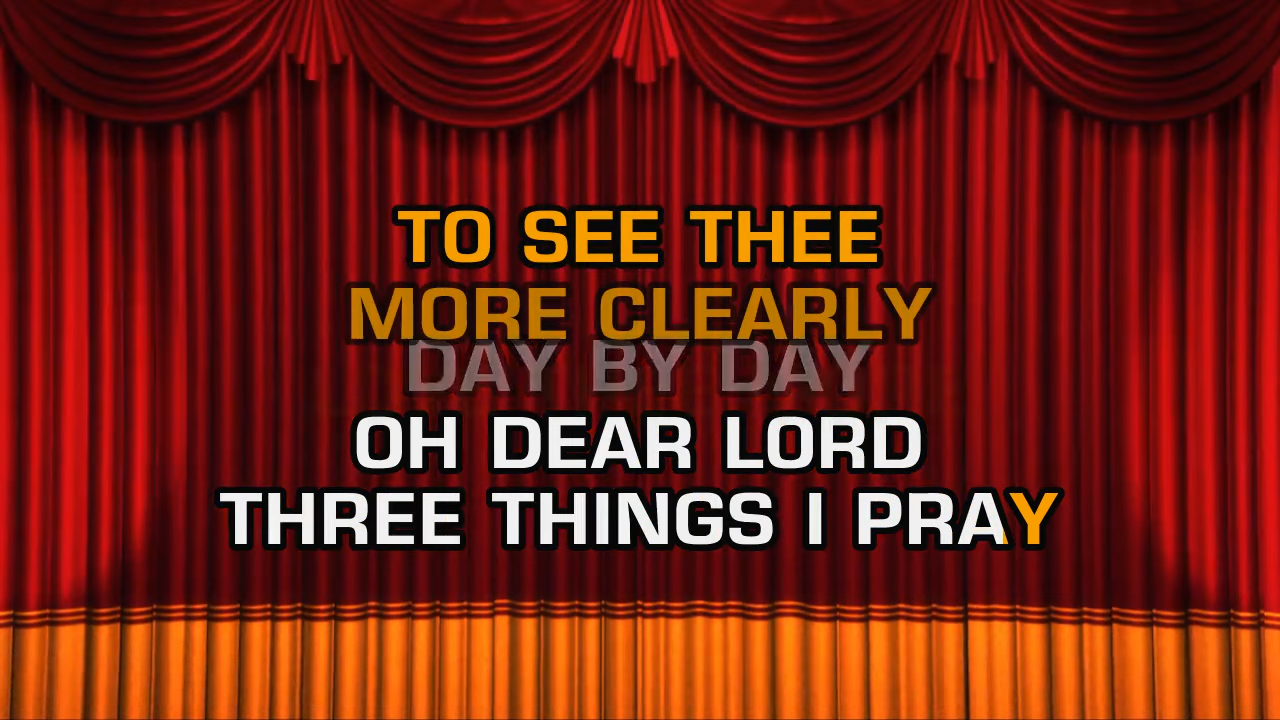 TO SEE THEE
MORE CLEARLY
DAY BY DAY
OH DEAR LORD
THREE THINGS I PRAY